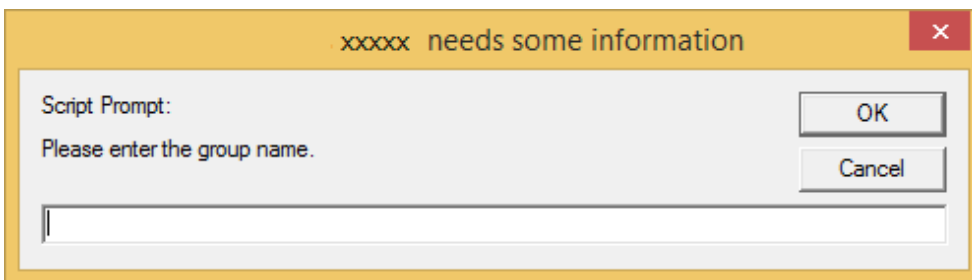 xxxxx needs some information
Script Prompt:
OK
Please enter the group name.
Cancel